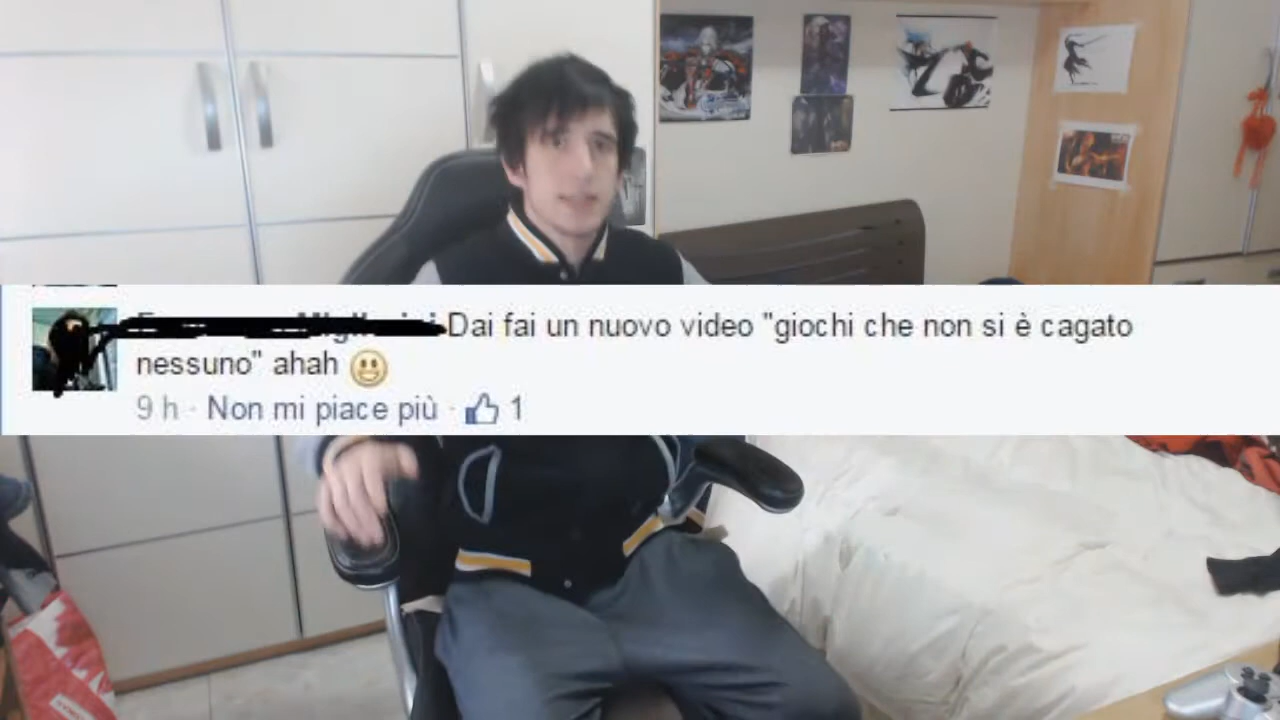 Dai fai un nuovo video "giochi che non si è cagato
nessuno" ahah
9 h · Non mi piace più · 1